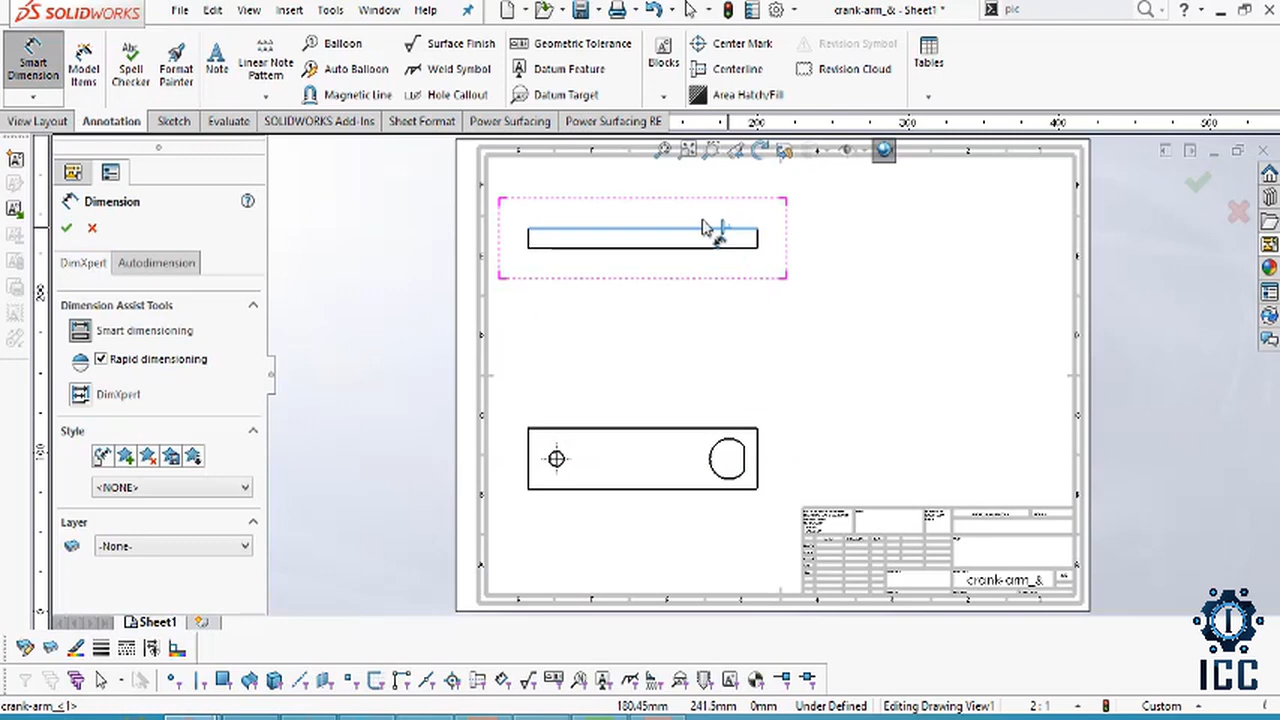 SOLIDWORKS File Edit View Insert Tools Window Help crank-arm_& - Sheet1 * pic
Smart Dimension
Model Items
Spell Checker
Format Painter
Note
Linear Note Pattern
Balloon
Auto Balloon
Magnetic Line
Surface Finish
Weld Symbol
Hole Callout
Geometric Tolerance
Datum Feature
Datum Target
Blocks
Center Mark
Centerline
Area Hatch/Fill
Revision Symbol
Revision Cloud
Tables
View Layout Annotation Sketch Evaluate SOLIDWORKS Add-Ins Sheet Format Power Surfacing Power Surfacing RE
200 300 400 500
Dimension
DimXpert Autodimension
Dimension Assist Tools
Smart dimensioning
Rapid dimensioning
DimXpert
Style
<NONE>
Layer
-None-
200
100
crank-arm_&
Sheet1
ICC
crank-arm_<1> 180.45mm 241.5mm 0mm Under Defined Editing Drawing View1 2 : 1 Custom